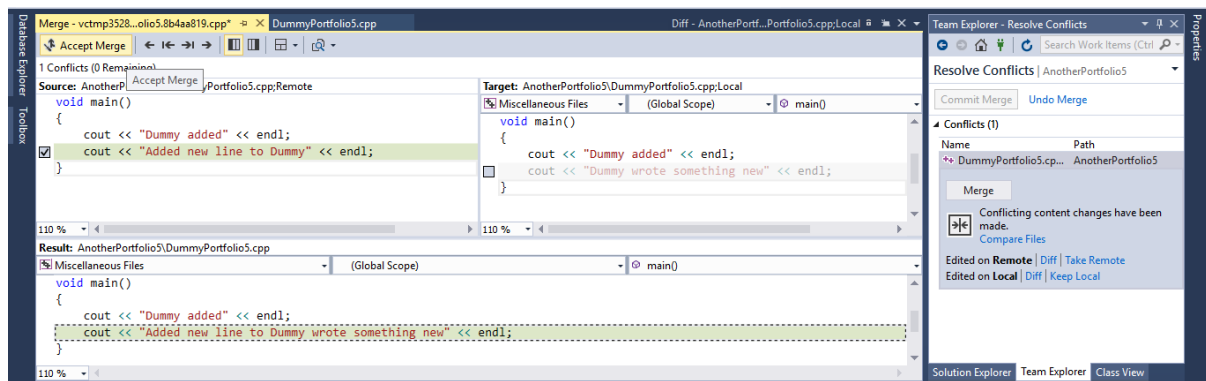 Database Explorer
Toolbox
Merge - vctmp3528...olio5.8b4aa819.cpp*
DummyPortfolio5.cpp
Diff - AnotherPortf...Portfolio5.cpp;Local
Accept Merge
1 Conflicts (0 Remaining)
Accept Merge
Source: AnotherP yPortfolio5.cpp;Remote
void main()
{
cout << "Dummy added" << endl;
cout << "Added new line to Dummy" << endl;
}
110 %
Target: AnotherPortfolio5\DummyPortfolio5.cpp;Local
Miscellaneous Files (Global Scope) main()
void main()
{
cout << "Dummy added" << endl;
cout << "Dummy wrote something new" << endl;
}
110 %
Result: AnotherPortfolio5\DummyPortfolio5.cpp
Miscellaneous Files (Global Scope) main()
void main()
{
cout << "Dummy added" << endl;
cout << "Added new line to Dummy wrote something new" << endl;
}
110 %
Team Explorer - Resolve Conflicts
Search Work Items (Ctrl
Resolve Conflicts | AnotherPortfolio5
Commit Merge Undo Merge
Conflicts (1)
Name Path
DummyPortfolio5.cp... AnotherPortfolio5
Merge
Conflicting content changes have been
made.
Compare Files
Edited on Remote | Diff | Take Remote
Edited on Local | Diff | Keep Local
Solution Explorer Team Explorer Class View
Properties